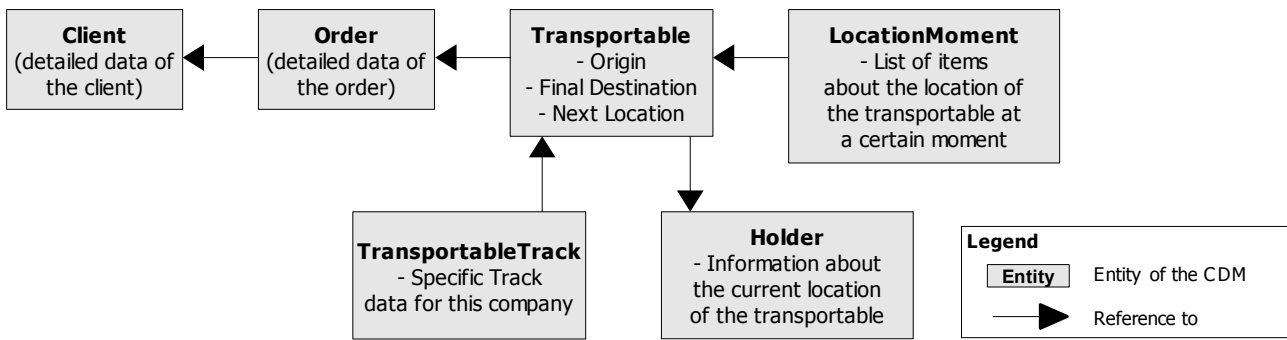 Client
(detailed data of
the client)
Order
(detailed data of
the order)
Transportable
- Origin
- Final Destination
- Next Location
LocationMoment
- List of items
about the location of
the transportable at
a certain moment
TransportableTrack
- Specific Track
data for this company
Holder
- Information about
the current location
of the transportable
Legend
Entity
Entity of the CDM
Reference to